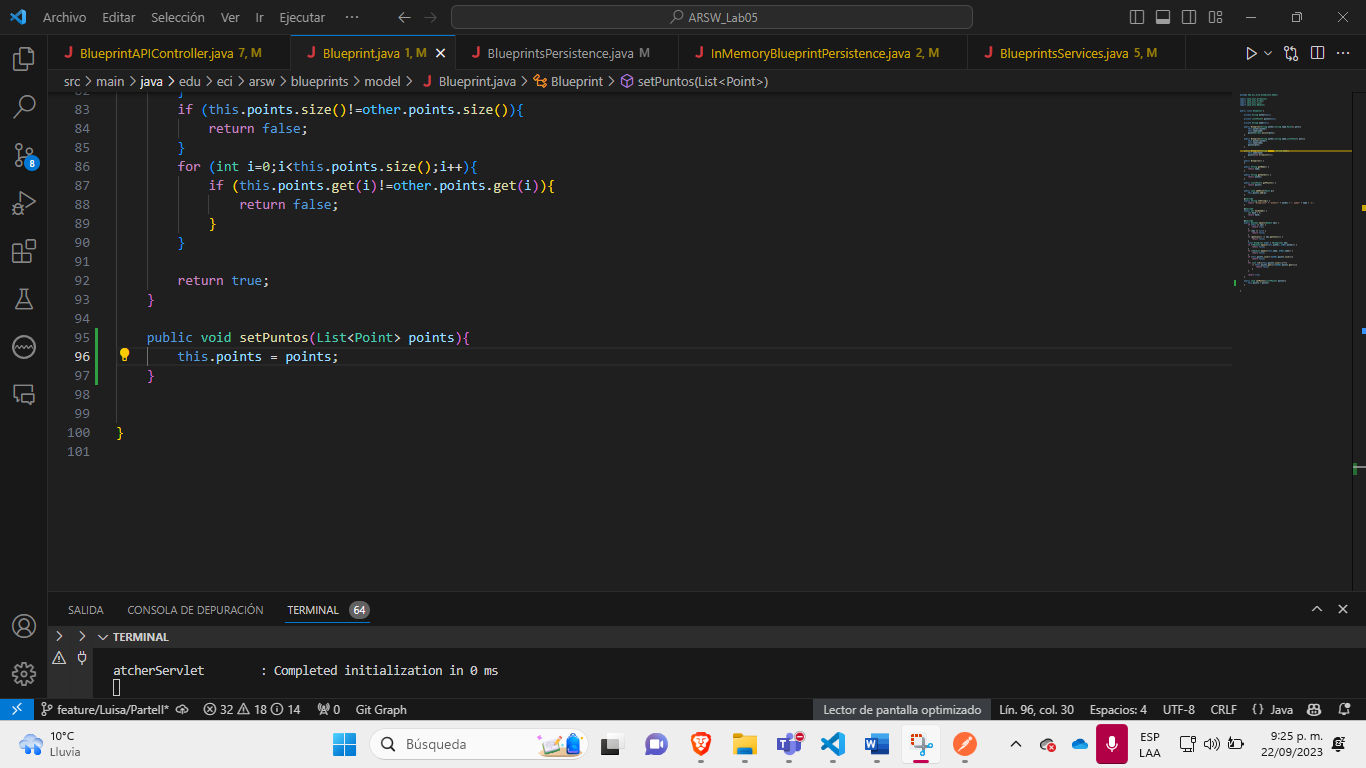 Archivo Editar Selección Ver Ir Ejecutar ··· ARSW_Lab05
BlueprintAPIController.java 7, M Blueprint.java 1, M BlueprintsPersistence.java M InMemoryBlueprintPersistence.java 2, M BlueprintsServices.java 5, M
src > main > java > edu > eci > arsw > blueprints > model > Blueprint.java > Blueprint > setPuntos(List<Point>)
82 }
83 if (this.points.size()!=other.points.size()){
84 return false;
85 }
86 for (int i=0;i<this.points.size();i++){
87 if (this.points.get(i)!=other.points.get(i)){
88 return false;
89 }
90 }
91
92 return true;
93 }
94
95 public void setPuntos(List<Point> points){
96 this.points = points;
97 }
98
99
100 }
101
8
SALIDA CONSOLA DE DEPURACIÓN TERMINAL 64
TERMINAL
atcherServlet : Completed initialization in 0 ms
feature/Luisa/ParteII* 32 18 14 0 Git Graph Lector de pantalla optimizado Lín. 96, col. 30 Espacios: 4 UTF-8 CRLF {} Java
10°C
Lluvia
Búsqueda
ESP
LAA
9:25 p. m.
22/09/2023